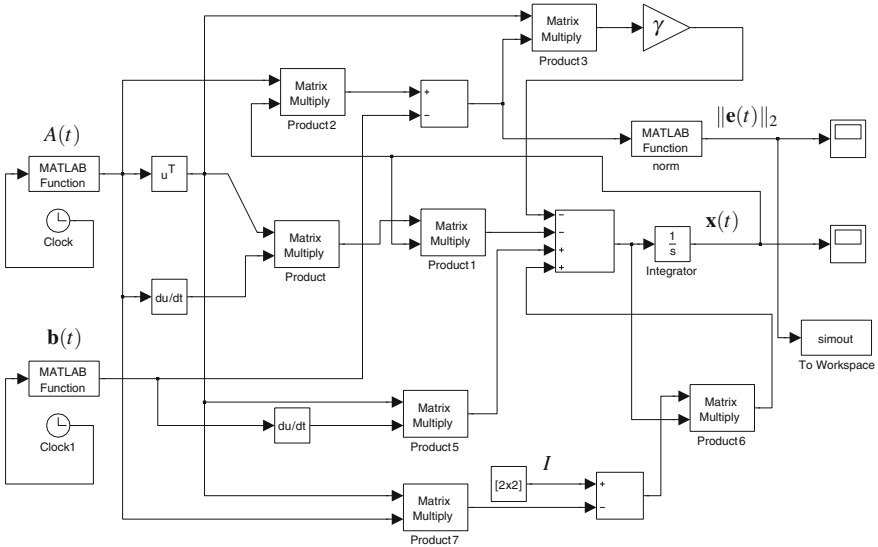 Matrix
Multiply
Product3
γ
Matrix
Multiply
Product2
+
−
A(t)
MATLAB
Function
u^T
Clock
MATLAB
Function
norm
‖e(t)‖₂
Matrix
Multiply
Product
Matrix
Multiply
Product1
−
−
+
+
1
s
Integrator
x(t)
du/dt
b(t)
MATLAB
Function
Clock1
simout
To Workspace
du/dt
Matrix
Multiply
Product5
Matrix
Multiply
Product6
[2x2]
I
+
−
Matrix
Multiply
Product7